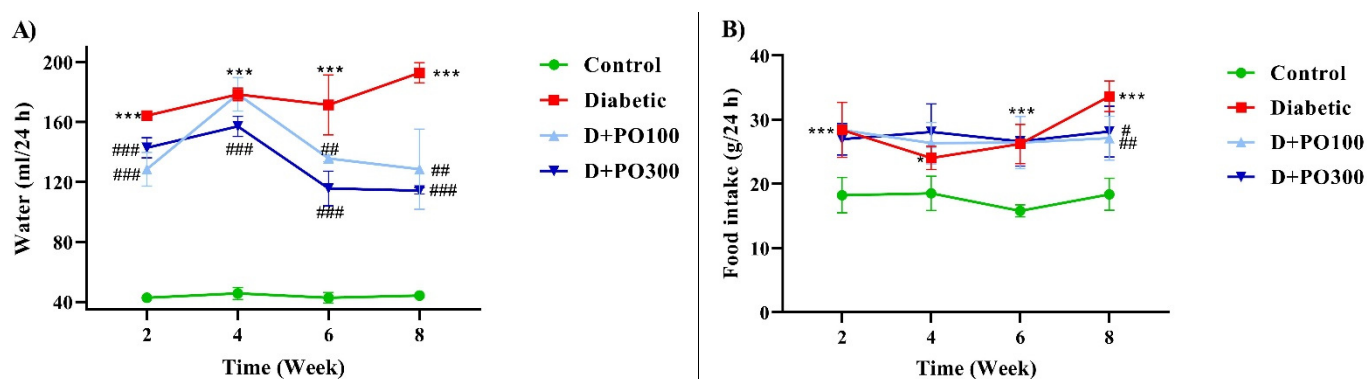 A)
200
160
120
80
40
Water (ml/24 h)
***
***
***
***
###
###
###
##
###
##
###
2
4
6
8
Time (Week)
Control
Diabetic
D+PO100
D+PO300
B)
40
30
20
10
0
Food intake (g/24 h)
***
*
***
***
#
##
2
4
6
8
Time (Week)
Control
Diabetic
D+PO100
D+PO300